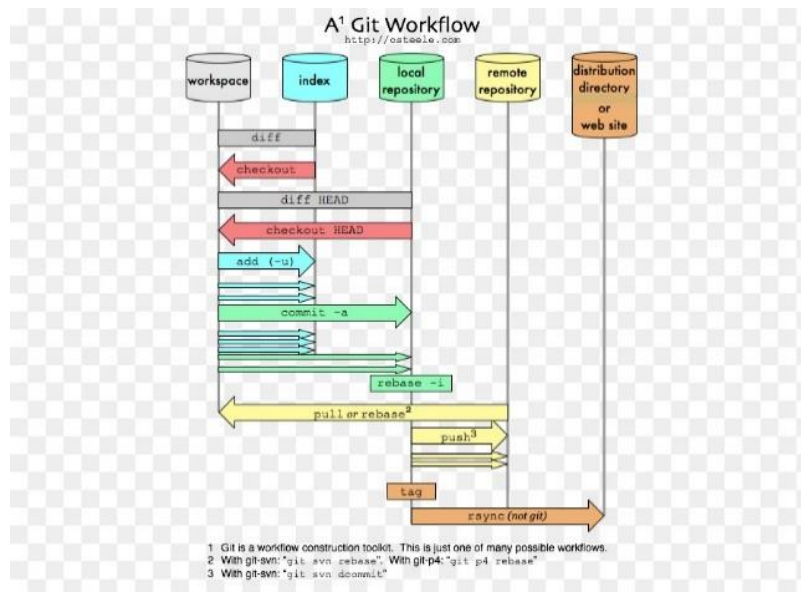 A¹ Git Workflow
http://osteele.com
workspace
index
local
repository
remote
repository
distribution
directory
or
web site
diff
checkout
diff HEAD
checkout HEAD
add (-u)
commit -a
rebase -i
pull or rebase²
push³
tag
rsync (not git)
1 Git is a workflow construction toolkit. This is just one of many possible workflows.
2 With git-svn: "git svn rebase". With git-p4: "git p4 rebase"
3 With git-svn: "git svn dcommit"